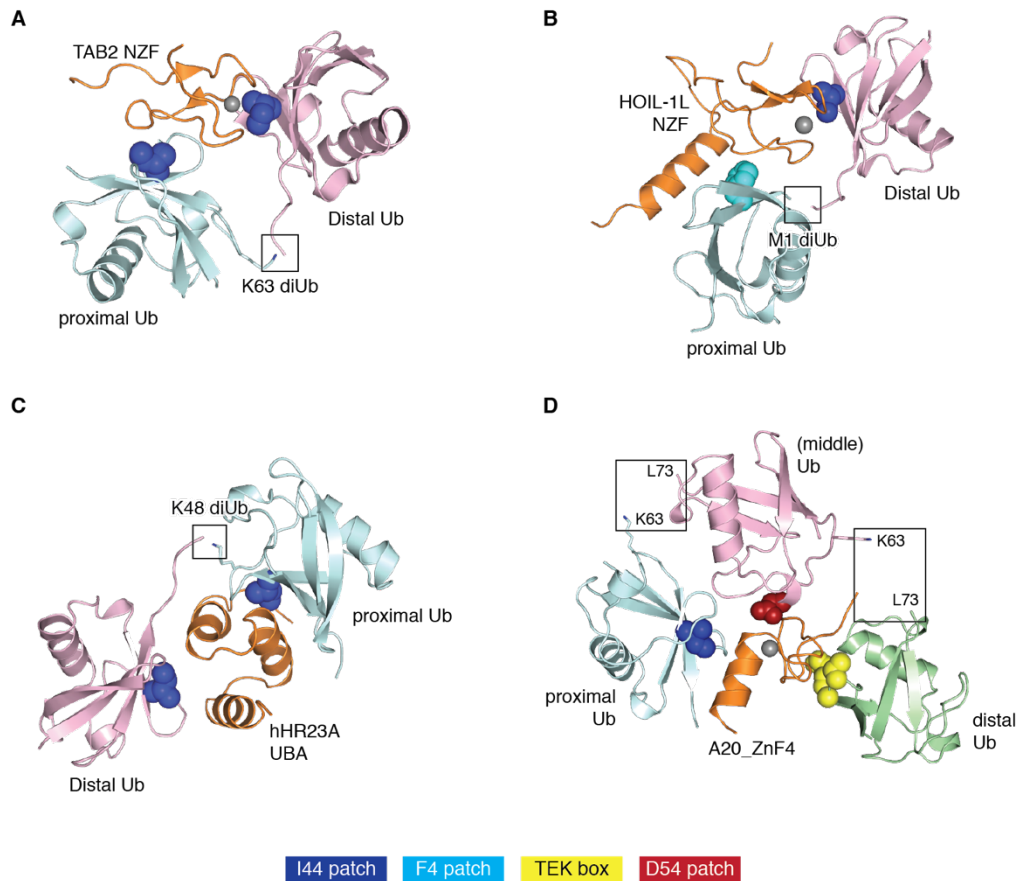 A
TAB2 NZF
Distal Ub
K63 diUb
proximal Ub
B
HOIL-1L
NZF
Distal Ub
M1 diUb
proximal Ub
C
K48 diUb
proximal Ub
hHR23A
UBA
Distal Ub
D
(middle)
Ub
L73
K63
K63
L73
proximal
Ub
A20_ZnF4
distal
Ub
I44 patch
F4 patch
TEK box
D54 patch